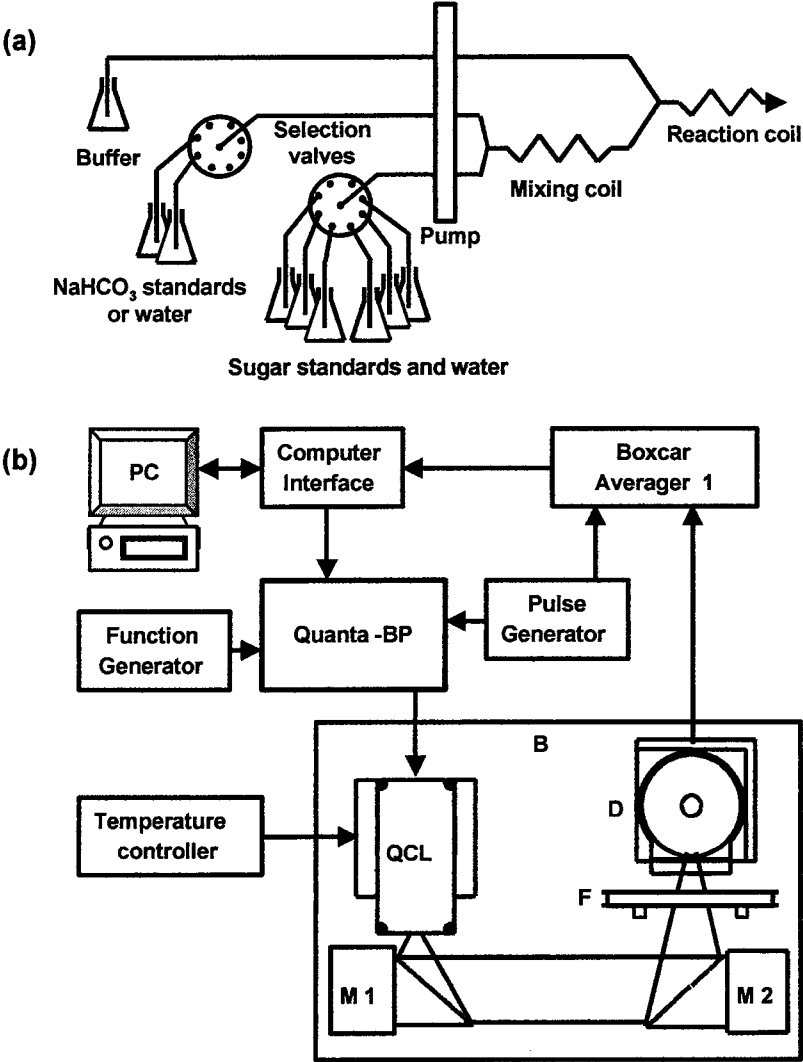 (a)
Buffer
Selection
valves
Reaction coil
Mixing coil
Pump
NaHCO3 standards
or water
Sugar standards and water
(b)
PC
Computer
Interface
Boxcar
Averager 1
Function
Generator
Quanta -BP
Pulse
Generator
B
Temperature
controller
QCL
D
F
M 1
M 2